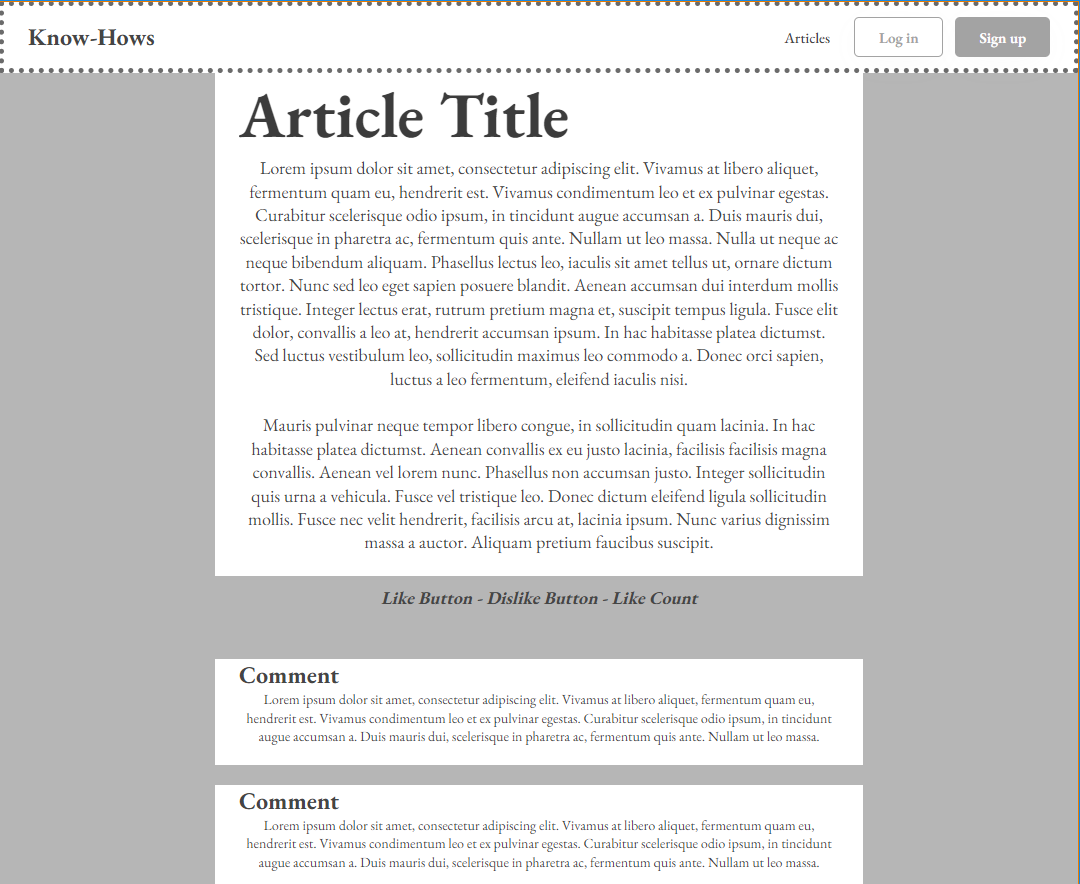 Know-Hows
Articles
Log in
Sign up
Article Title
Lorem ipsum dolor sit amet, consectetur adipiscing elit. Vivamus at libero aliquet,
fermentum quam eu, hendrerit est. Vivamus condimentum leo et ex pulvinar egestas.
Curabitur scelerisque odio ipsum, in tincidunt augue accumsan a. Duis mauris dui,
scelerisque in pharetra ac, fermentum quis ante. Nullam ut leo massa. Nulla ut neque ac
neque bibendum aliquam. Phasellus lectus leo, iaculis sit amet tellus ut, ornare dictum
tortor. Nunc sed leo eget sapien posuere blandit. Aenean accumsan dui interdum mollis
tristique. Integer lectus erat, rutrum pretium magna et, suscipit tempus ligula. Fusce elit
dolor, convallis a leo at, hendrerit accumsan ipsum. In hac habitasse platea dictumst.
Sed luctus vestibulum leo, sollicitudin maximus leo commodo a. Donec orci sapien,
luctus a leo fermentum, eleifend iaculis nisi.
Mauris pulvinar neque tempor libero congue, in sollicitudin quam lacinia. In hac
habitasse platea dictumst. Aenean convallis ex eu justo lacinia, facilisis facilisis magna
convallis. Aenean vel lorem nunc. Phasellus non accumsan justo. Integer sollicitudin
quis urna a vehicula. Fusce vel tristique leo. Donec dictum eleifend ligula sollicitudin
mollis. Fusce nec velit hendrerit, facilisis arcu at, lacinia ipsum. Nunc varius dignissim
massa a auctor. Aliquam pretium faucibus suscipit.
Like Button - Dislike Button - Like Count
Comment
Lorem ipsum dolor sit amet, consectetur adipiscing elit. Vivamus at libero aliquet, fermentum quam eu,
hendrerit est. Vivamus condimentum leo et ex pulvinar egestas. Curabitur scelerisque odio ipsum, in tincidunt
augue accumsan a. Duis mauris dui, scelerisque in pharetra ac, fermentum quis ante. Nullam ut leo massa.
Comment
Lorem ipsum dolor sit amet, consectetur adipiscing elit. Vivamus at libero aliquet, fermentum quam eu,
hendrerit est. Vivamus condimentum leo et ex pulvinar egestas. Curabitur scelerisque odio ipsum, in tincidunt
augue accumsan a. Duis mauris dui, scelerisque in pharetra ac, fermentum quis ante. Nullam ut leo massa.